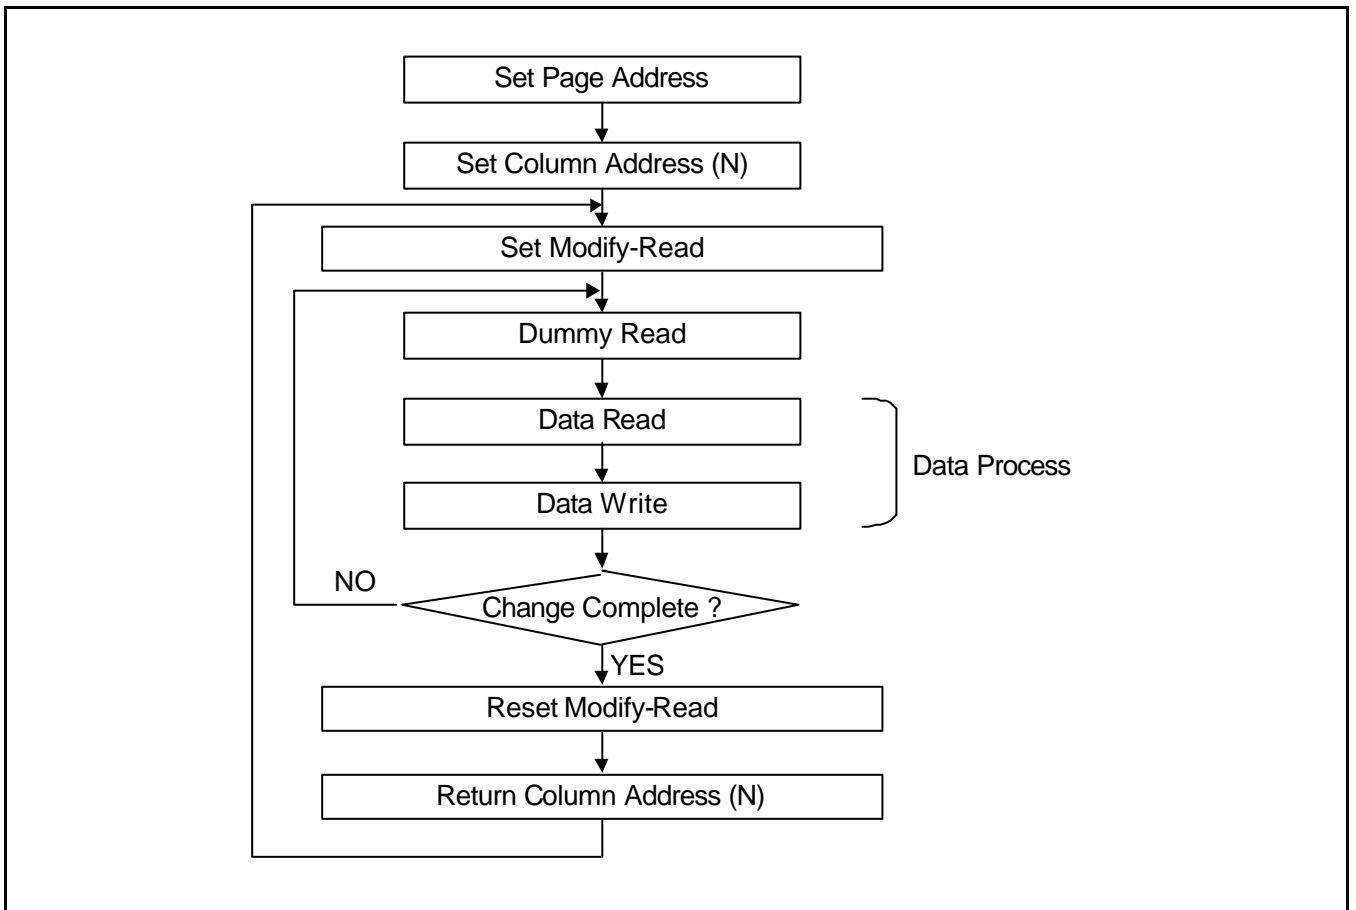 Set Page Address
Set Column Address (N)
Set Modify-Read
Dummy Read
Data Read
Data Process
Data Write
NO
Change Complete ?
YES
Reset Modify-Read
Return Column Address (N)